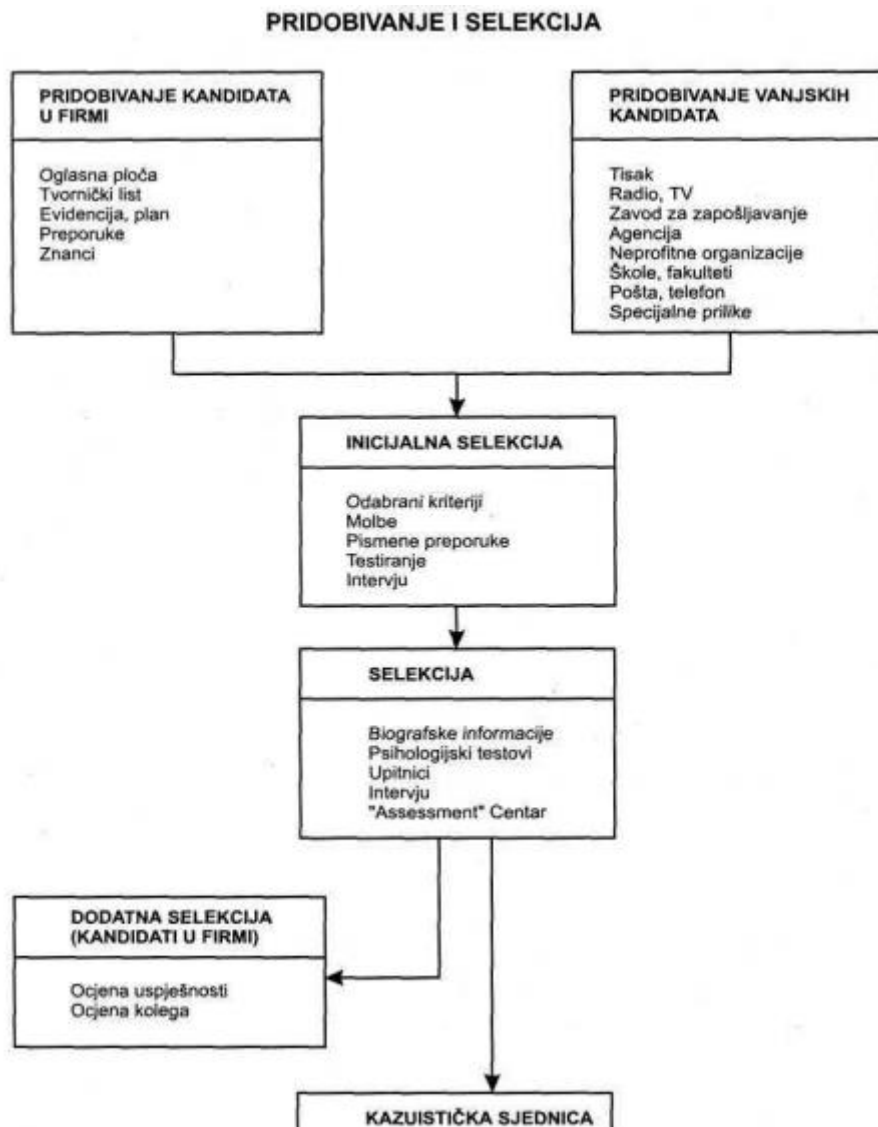 PRIDOBIVANJE I SELEKCIJA
PRIDOBIVANJE KANDIDATA
U FIRMI
Oglasna ploča
Tvornički list
Evidencija, plan
Preporuke
Znanci
PRIDOBIVANJE VANJSKIH
KANDIDATA
Tisak
Radio, TV
Zavod za zapošljavanje
Agencija
Neprofitne organizacije
Škole, fakulteti
Pošta, telefon
Specijalne prilike
INICIJALNA SELEKCIJA
Odabrani kriteriji
Molbe
Pismene preporuke
Testiranje
Intervju
SELEKCIJA
Biografske informacije
Psihologijski testovi
Upitnici
Intervju
"Assessment" Centar
DODATNA SELEKCIJA
(KANDIDATI U FIRMI)
Ocjena uspješnosti
Ocjena kolega
KAZUISTIČKA SJEDNICA